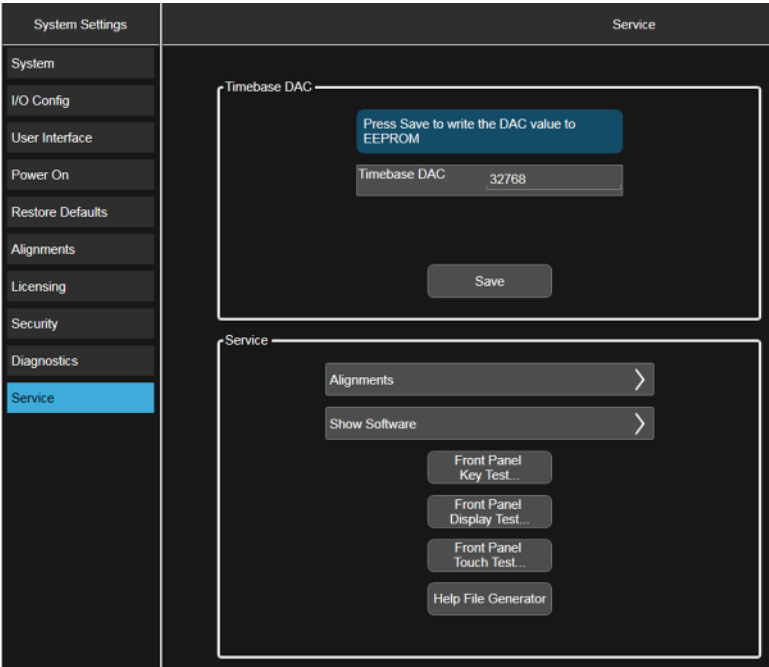 System Settings
Service
System
I/O Config
User Interface
Power On
Restore Defaults
Alignments
Licensing
Security
Diagnostics
Service
Timebase DAC
Press Save to write the DAC value to
EEPROM
Timebase DAC
32768
Save
Service
Alignments
Show Software
Front Panel
Key Test...
Front Panel
Display Test...
Front Panel
Touch Test...
Help File Generator